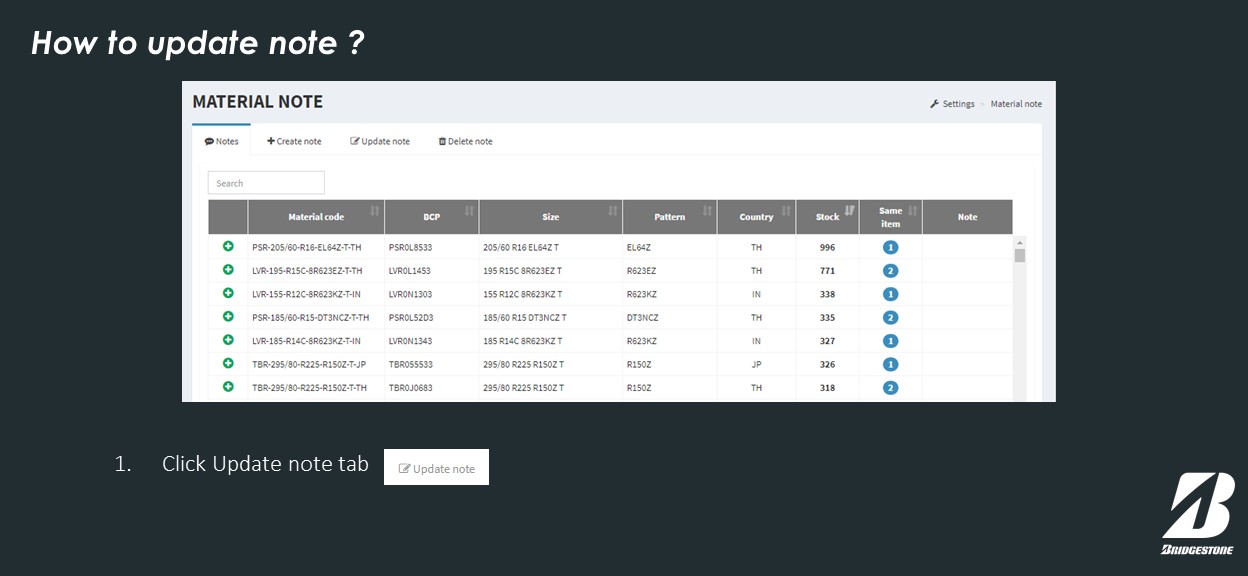 How to update note ?
MATERIAL NOTE
Settings > Material note
Notes Create note Update note Delete note
Search
Material code BCP Size Pattern Country Stock Same item Note
PSR-205/60-R16-EL64Z-T-TH PSR0L8533 205/60 R16 EL64Z T EL64Z TH 996 1
LVR-195-R15C-8R623EZ-T-TH LVR0L1453 195 R15C 8R623EZ T R623EZ TH 771 2
LVR-155-R12C-8R623KZ-T-IN LVR0N1303 155 R12C 8R623KZ T R623KZ IN 338 1
PSR-185/60-R15-DT3NCZ-T-TH PSR0L52D3 185/60 R15 DT3NCZ T DT3NCZ TH 335 2
LVR-185-R14C-8R623KZ-T-IN LVR0N1343 185 R14C 8R623KZ T R623KZ IN 327 1
TBR-295/80-R225-R150Z-T-JP TBR055533 295/80 R225 R150Z T R150Z JP 326 1
TBR-295/80-R225-R150Z-T-TH TBR0J0683 295/80 R225 R150Z T R150Z TH 318 2
1. Click Update note tab Update note
BRIDGESTONE